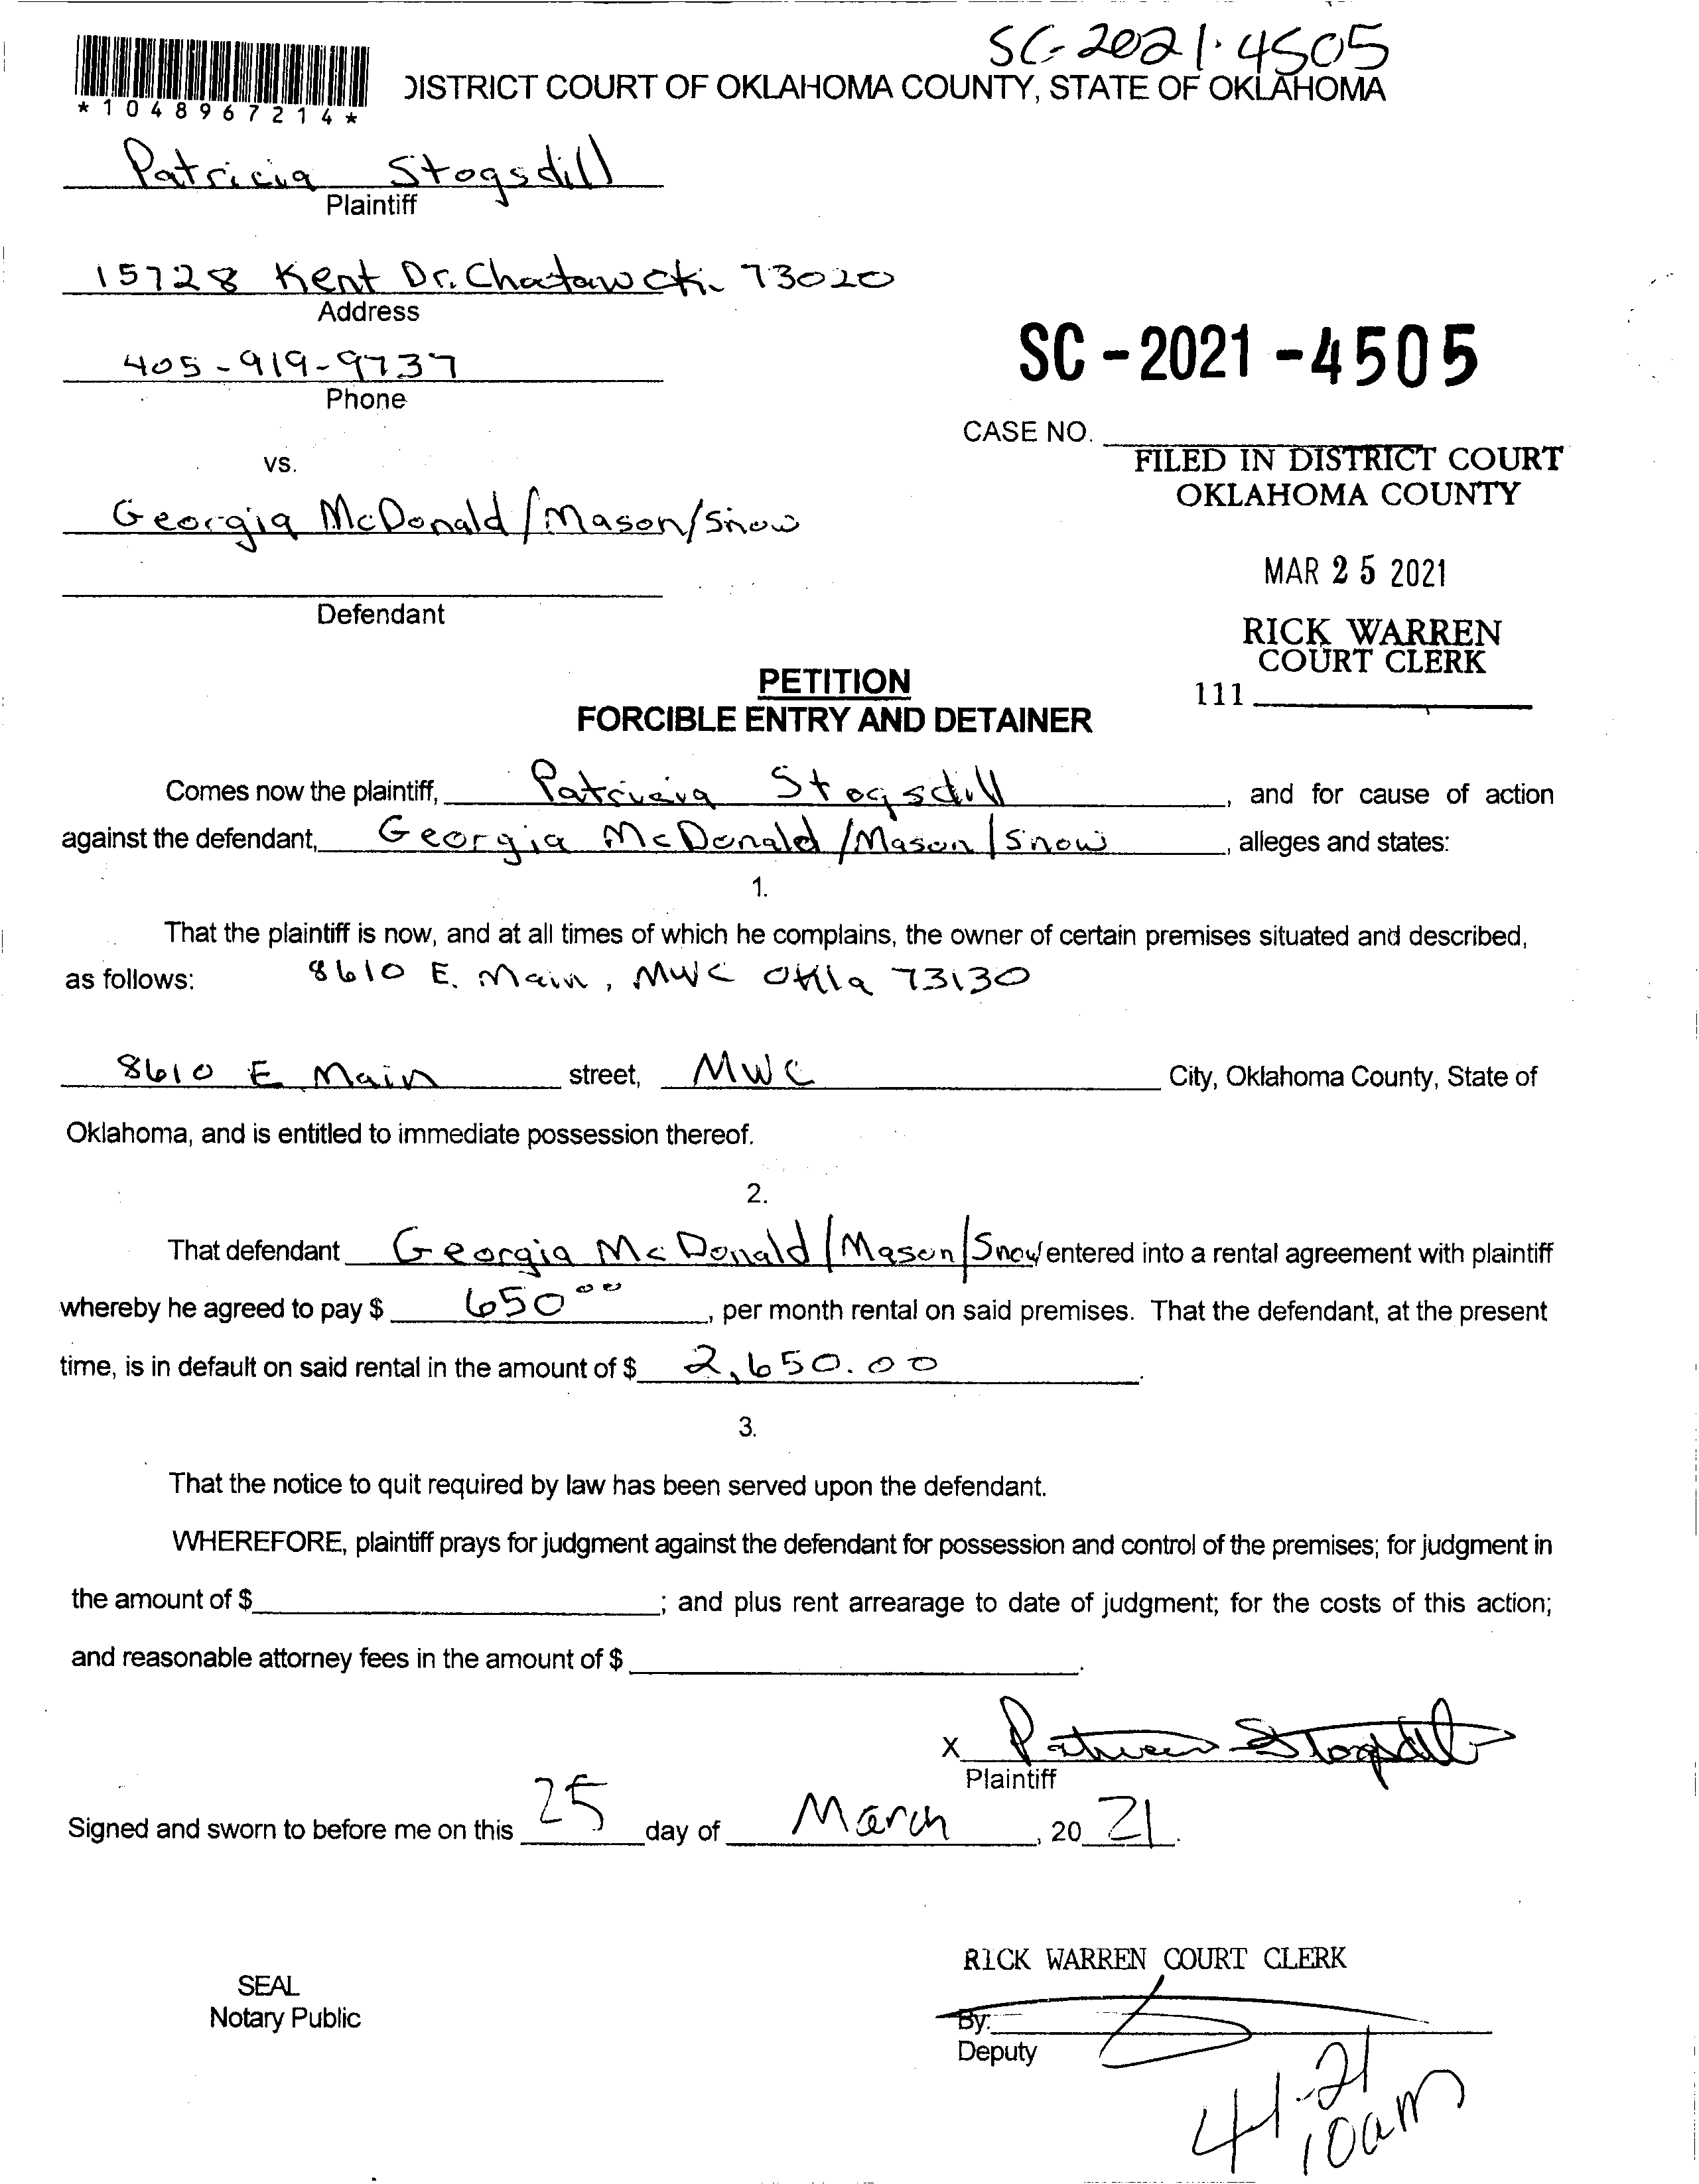 SC-2021-4505
DISTRICT COURT OF OKLAHOMA COUNTY, STATE OF OKLAHOMA
*1048967214*
Patricia Stogsdill
Plaintiff
15728 Kent Dr. Choctaw Ok. 73020
Address
405-919-9737
Phone
SC-2021-4505
CASE NO.
FILED IN DISTRICT COURT
OKLAHOMA COUNTY
vs.
Georgia McDonald/Mason/Snow
MAR 25 2021
Defendant
RICK WARREN
COURT CLERK
111
PETITION
FORCIBLE ENTRY AND DETAINER
Comes now the plaintiff, Patricia Stogsdill, and for cause of action
against the defendant, Georgia McDonald/Mason/Snow, alleges and states:
1.
That the plaintiff is now, and at all times of which he complains, the owner of certain premises situated and described,
as follows: 8610 E. Main, MWC Okla 73130
8610 E Main street, MWC City, Oklahoma County, State of
Oklahoma, and is entitled to immediate possession thereof.
2.
That defendant Georgia McDonald/Mason/Snow entered into a rental agreement with plaintiff
whereby he agreed to pay $ 650.00, per month rental on said premises. That the defendant, at the present
time, is in default on said rental in the amount of $ 2,650.00.
3.
That the notice to quit required by law has been served upon the defendant.
WHEREFORE, plaintiff prays for judgment against the defendant for possession and control of the premises; for judgment in
the amount of $ ; and plus rent arrearage to date of judgment; for the costs of this action;
and reasonable attorney fees in the amount of $ .
X Patricia Stogsdill
Plaintiff
Signed and sworn to before me on this 25 day of March, 20 21.
RICK WARREN COURT CLERK
SEAL
Notary Public
By:
Deputy
10am